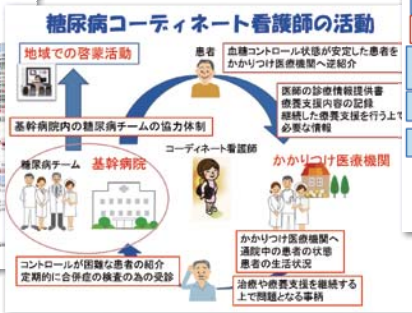 糖尿病コーディネート看護師の活動
地域での啓蒙活動
患者
血糖コントロール状態が安定した患者を
かかりつけ医療機関へ逆紹介
医師の診療情報提供書
療養支援内容の記録
継続した療養支援を行う上で
必要な情報
基幹病院内の糖尿病チームの協力体制
コーディネート看護師
糖尿病チーム
基幹病院
かかりつけ医療機関
かかりつけ医療機関へ
通院中の患者の状態
患者の生活状況
コントロールが困難な患者の紹介
定期的に合併症の検査の為の受診
治療や療養支援を継続する
上で問題となる事柄